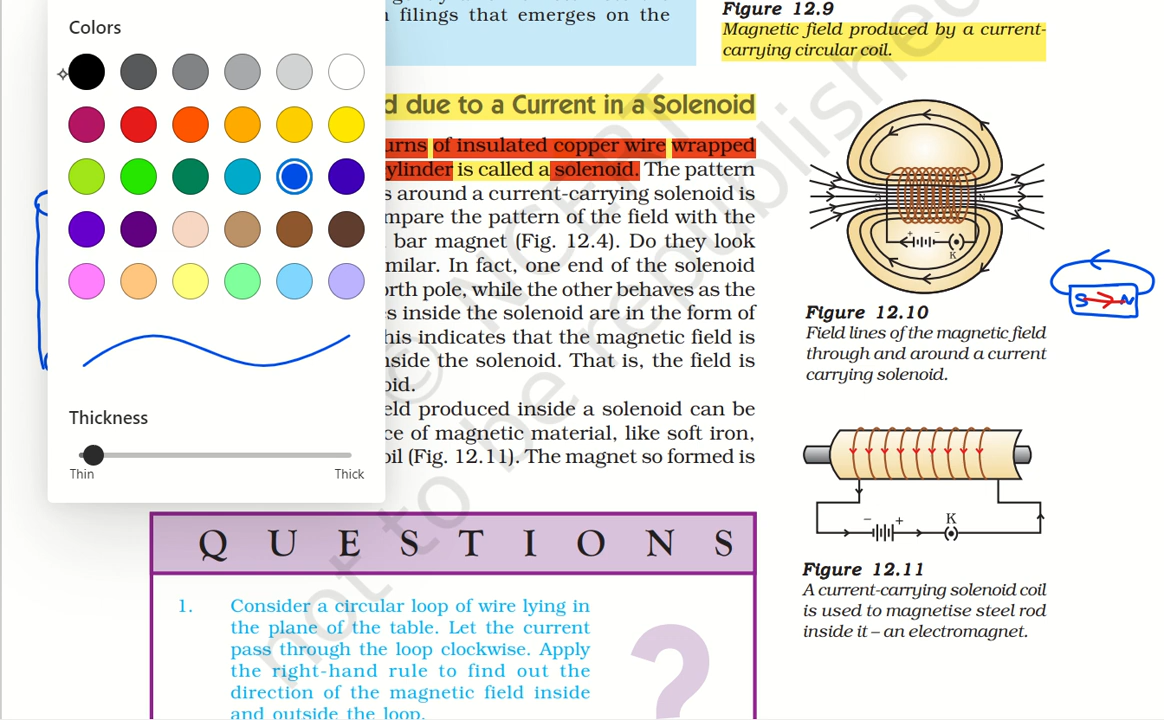 Colors
Thickness
Thin
Thick
n filings that emerges on the
d due to a Current in a Solenoid
urns of insulated copper wire wrapped
ylinder is called a solenoid. The pattern
s around a current-carrying solenoid is
mpare the pattern of the field with the
bar magnet (Fig. 12.4). Do they look
milar. In fact, one end of the solenoid
orth pole, while the other behaves as the
es inside the solenoid are in the form of
his indicates that the magnetic field is
nside the solenoid. That is, the field is
oid.
eld produced inside a solenoid can be
ce of magnetic material, like soft iron,
oil (Fig. 12.11). The magnet so formed is
QUESTIONS
1. Consider a circular loop of wire lying in
the plane of the table. Let the current
pass through the loop clockwise. Apply
the right-hand rule to find out the
direction of the magnetic field inside
and outside the loop.
?
Figure 12.9
Magnetic field produced by a current-
carrying circular coil.
S N
+ −
K
S N
Figure 12.10
Field lines of the magnetic field
through and around a current
carrying solenoid.
− + K
Figure 12.11
A current-carrying solenoid coil
is used to magnetise steel rod
inside it – an electromagnet.
© NCERT
not to be republished